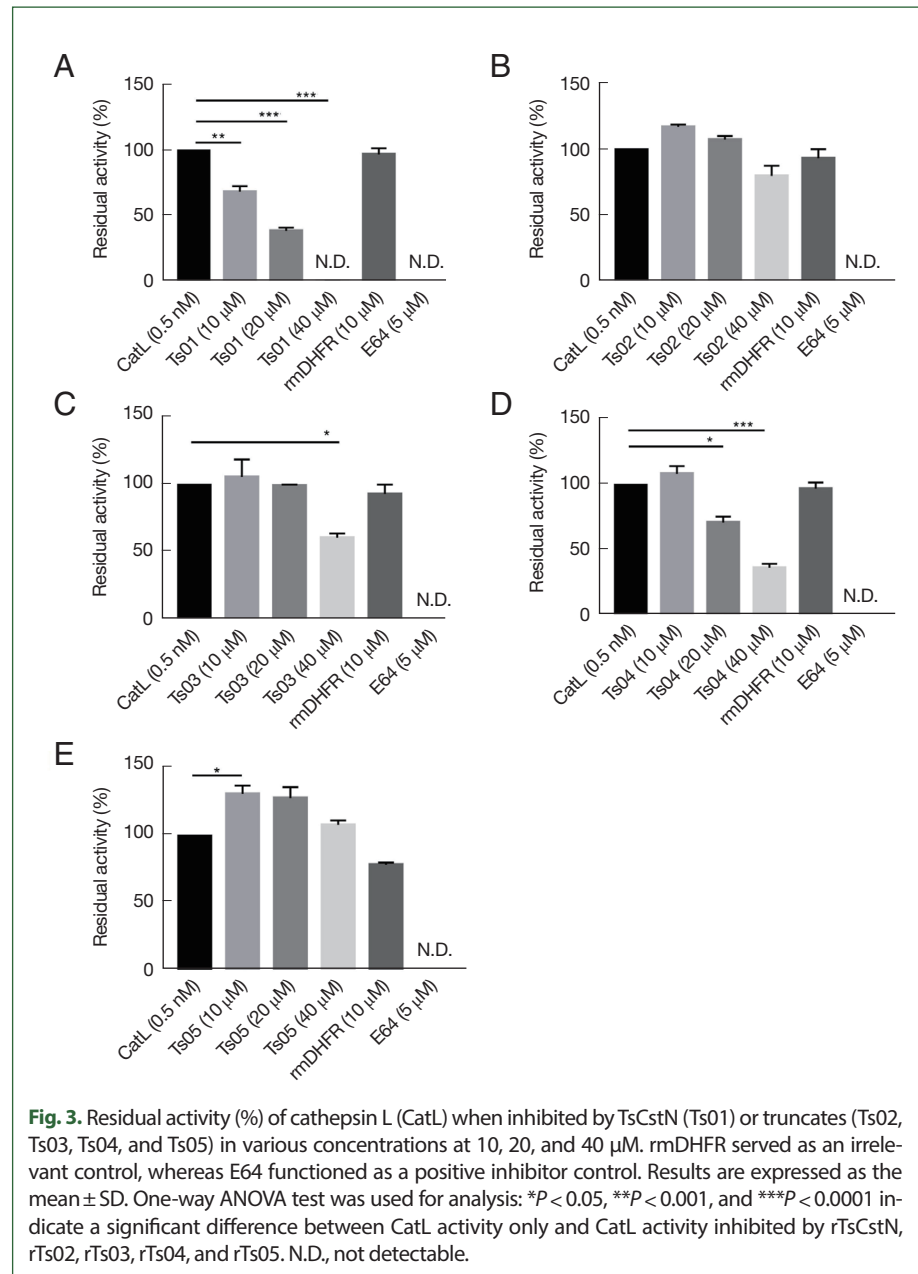 A
Residual activity (%)
150
100
50
0
**
***
***
N.D.
N.D.
CatL (0.5 nM)
Ts01 (10 µM)
Ts01 (20 µM)
Ts01 (40 µM)
rmDHFR (10 µM)
E64 (5 µM)
B
Residual activity (%)
150
100
50
0
N.D.
CatL (0.5 nM)
Ts02 (10 µM)
Ts02 (20 µM)
Ts02 (40 µM)
rmDHFR (10 µM)
E64 (5 µM)
C
Residual activity (%)
150
100
50
0
*
N.D.
CatL (0.5 nM)
Ts03 (10 µM)
Ts03 (20 µM)
Ts03 (40 µM)
rmDHFR (10 µM)
E64 (5 µM)
D
Residual activity (%)
150
100
50
0
***
*
N.D.
CatL (0.5 nM)
Ts04 (10 µM)
Ts04 (20 µM)
Ts04 (40 µM)
rmDHFR (10 µM)
E64 (5 µM)
E
Residual activity (%)
150
100
50
0
*
N.D.
CatL (0.5 nM)
Ts05 (10 µM)
Ts05 (20 µM)
Ts05 (40 µM)
rmDHFR (10 µM)
E64 (5 µM)
Fig. 3. Residual activity (%) of cathepsin L (CatL) when inhibited by TsCstN (Ts01) or truncates (Ts02,
Ts03, Ts04, and Ts05) in various concentrations at 10, 20, and 40 µM. rmDHFR served as an irrele-
vant control, whereas E64 functioned as a positive inhibitor control. Results are expressed as the
mean±SD. One-way ANOVA test was used for analysis: *P<0.05, **P<0.001, and ***P<0.0001 in-
dicate a significant difference between CatL activity only and CatL activity inhibited by rTsCstN,
rTs02, rTs03, rTs04, and rTs05. N.D., not detectable.